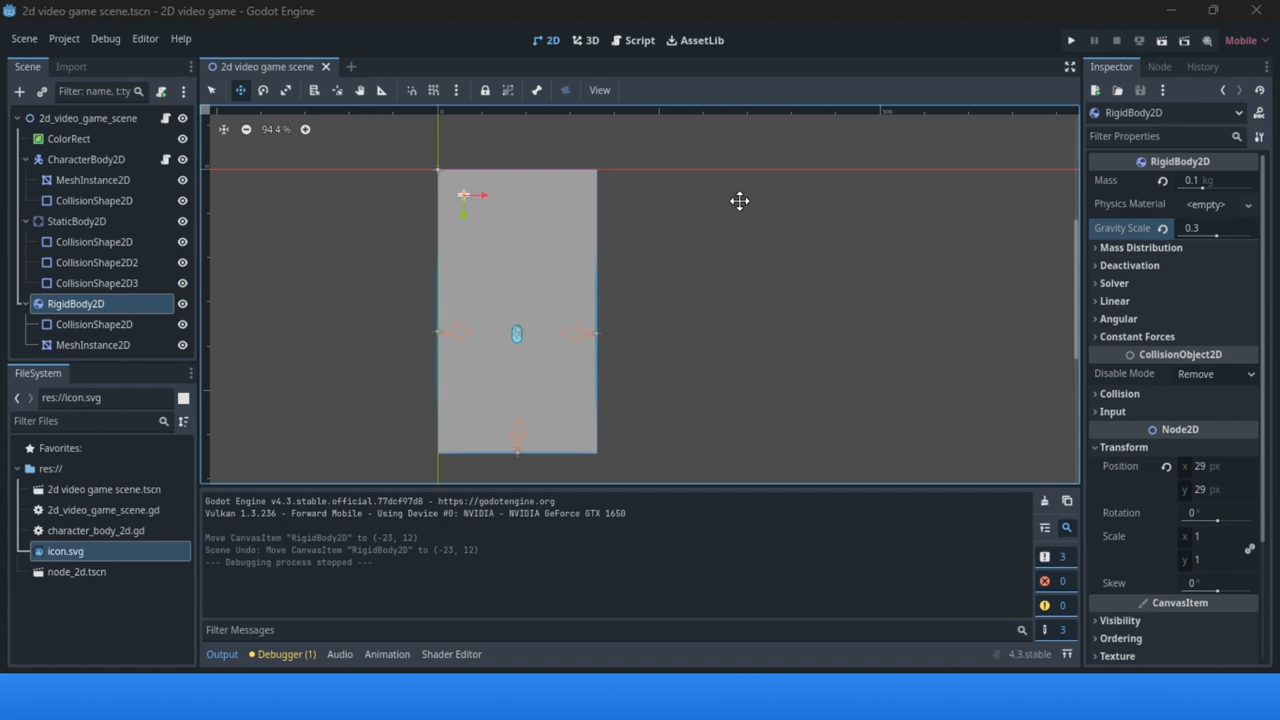 2d video game scene.tscn - 2D video game - Godot Engine
Scene Project Debug Editor Help
2D 3D Script AssetLib
Mobile
Scene Import
2d video game scene
Inspector Node History
Filter: name, t:ty
94.4 %
View
0
500
2d_video_game_scene
ColorRect
CharacterBody2D
MeshInstance2D
CollisionShape2D
StaticBody2D
CollisionShape2D
CollisionShape2D2
CollisionShape2D3
RigidBody2D
CollisionShape2D
MeshInstance2D
FileSystem
res://icon.svg
Filter Files
Favorites:
res://
2d video game scene.tscn
2d_video_game_scene.gd
character_body_2d.gd
icon.svg
node_2d.tscn
Godot Engine v4.3.stable.official.77dcf97d8 - https://godotengine.org
Vulkan 1.3.236 - Forward Mobile - Using Device #0: NVIDIA - NVIDIA GeForce GTX 1650
Move CanvasItem "RigidBody2D" to (-23, 12)
Scene Undo: Move CanvasItem "RigidBody2D" to (-23, 12)
--- Debugging process stopped ---
3
0
0
3
Filter Messages
Output Debugger (1) Audio Animation Shader Editor
4.3.stable
RigidBody2D
Filter Properties
RigidBody2D
Mass 0.1 kg
Physics Material <empty>
Gravity Scale 0.3
Mass Distribution
Deactivation
Solver
Linear
Angular
Constant Forces
CollisionObject2D
Disable Mode Remove
Collision
Input
Node2D
Transform
Position x 29 px
y 29 px
Rotation 0°
Scale x 1
y 1
Skew 0°
CanvasItem
Visibility
Ordering
Texture